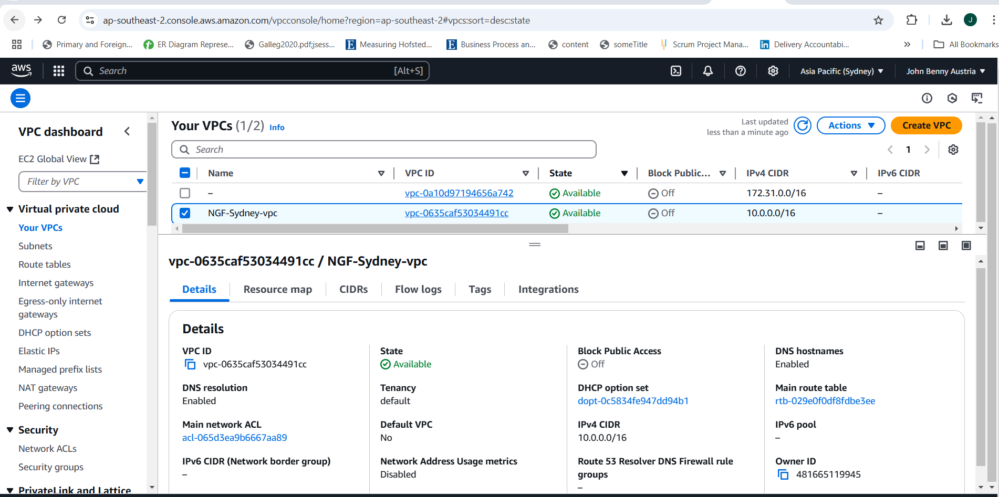 ap-southeast-2.console.aws.amazon.com/vpcconsole/home?region=ap-southeast-2#vpcs:sort=desc:state
J
Primary and Foreign...
ER Diagram Represe...
Galleg2020.pdf;jsess...
Measuring Hofsted...
Business Process an...
content
someTitle
Scrum Project Mana...
Delivery Accountabi...
»
All Bookmarks
aws
Search
[Alt+S]
Asia Pacific (Sydney)
John Benny Austria
VPC dashboard
EC2 Global View
Filter by VPC
Virtual private cloud
Your VPCs
Subnets
Route tables
Internet gateways
Egress-only internet
gateways
DHCP option sets
Elastic IPs
Managed prefix lists
NAT gateways
Peering connections
Security
Network ACLs
Security groups
PrivateLink and Lattice
Your VPCs (1/2) Info
Last updated
less than a minute ago
Actions
Create VPC
Search
1
Name VPC ID State Block Public... IPv4 CIDR IPv6 CIDR
– vpc-0a10d97194656a742 Available Off 172.31.0.0/16 –
NGF-Sydney-vpc vpc-0635caf53034491cc Available Off 10.0.0.0/16 –
vpc-0635caf53034491cc / NGF-Sydney-vpc
Details Resource map CIDRs Flow logs Tags Integrations
Details
VPC ID
vpc-0635caf53034491cc
State
Available
Block Public Access
Off
DNS hostnames
Enabled
DNS resolution
Enabled
Tenancy
default
DHCP option set
dopt-0c5834fe947dd94b1
Main route table
rtb-029e0f0df8fdbe3ee
Main network ACL
acl-065d3ea9b6667aa89
Default VPC
No
IPv4 CIDR
10.0.0.0/16
IPv6 pool
–
IPv6 CIDR (Network border group)
–
Network Address Usage metrics
Disabled
Route 53 Resolver DNS Firewall rule
groups
–
Owner ID
481665119945